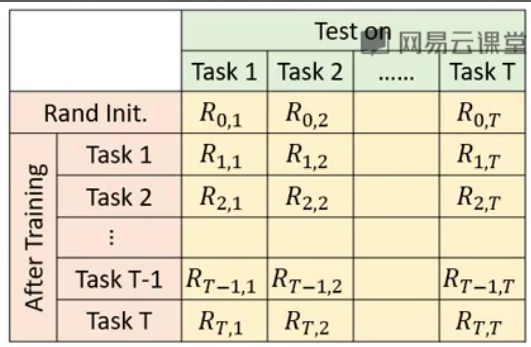 Test on
网易云课堂
Task 1 Task 2 …… Task T
Rand Init. R_{0,1} R_{0,2} R_{0,T}
After Training
Task 1 R_{1,1} R_{1,2} R_{1,T}
Task 2 R_{2,1} R_{2,2} R_{2,T}
⋮
Task T-1 R_{T−1,1} R_{T−1,2} R_{T−1,T}
Task T R_{T,1} R_{T,2} R_{T,T}